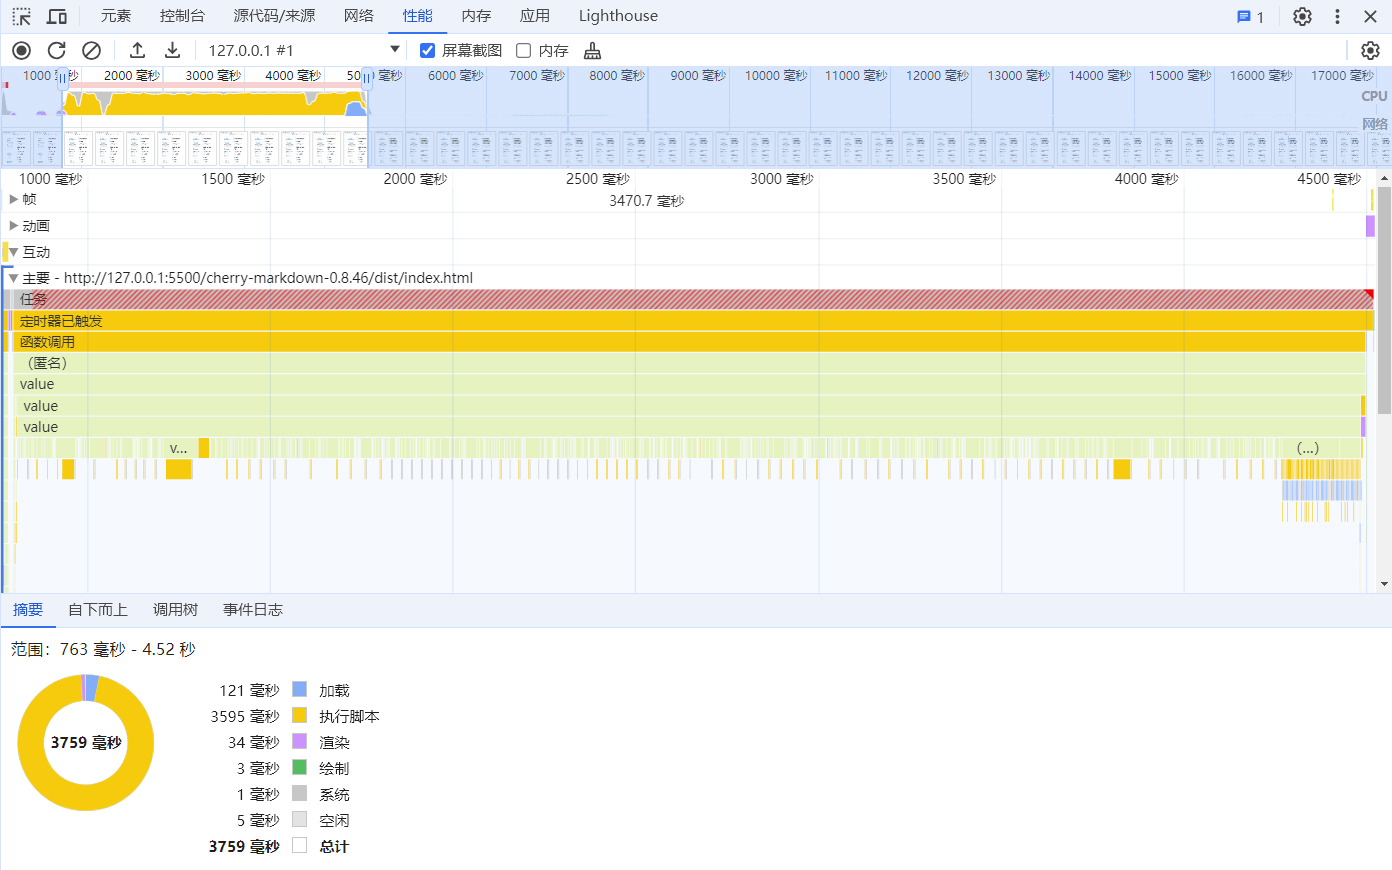 元素 控制台 源代码/来源 网络 性能 内存 应用 Lighthouse 1
127.0.0.1 #1 屏幕截图 内存
1000 毫秒 2000 毫秒 3000 毫秒 4000 毫秒 5000 毫秒 6000 毫秒 7000 毫秒 8000 毫秒 9000 毫秒 10000 毫秒 11000 毫秒 12000 毫秒 13000 毫秒 14000 毫秒 15000 毫秒 16000 毫秒 17000 毫秒
CPU
网络
1000 毫秒 1500 毫秒 2000 毫秒 2500 毫秒 3000 毫秒 3500 毫秒 4000 毫秒 4500 毫秒
帧 3470.7 毫秒
动画
互动
主要 - http://127.0.0.1:5500/cherry-markdown-0.8.46/dist/index.html
任务
定时器已触发
函数调用
（匿名）
value
value
value
v... (...)
摘要 自下而上 调用树 事件日志
范围：763 毫秒 - 4.52 秒
3759 毫秒
121 毫秒 加载
3595 毫秒 执行脚本
34 毫秒 渲染
3 毫秒 绘制
1 毫秒 系统
5 毫秒 空闲
3759 毫秒 总计